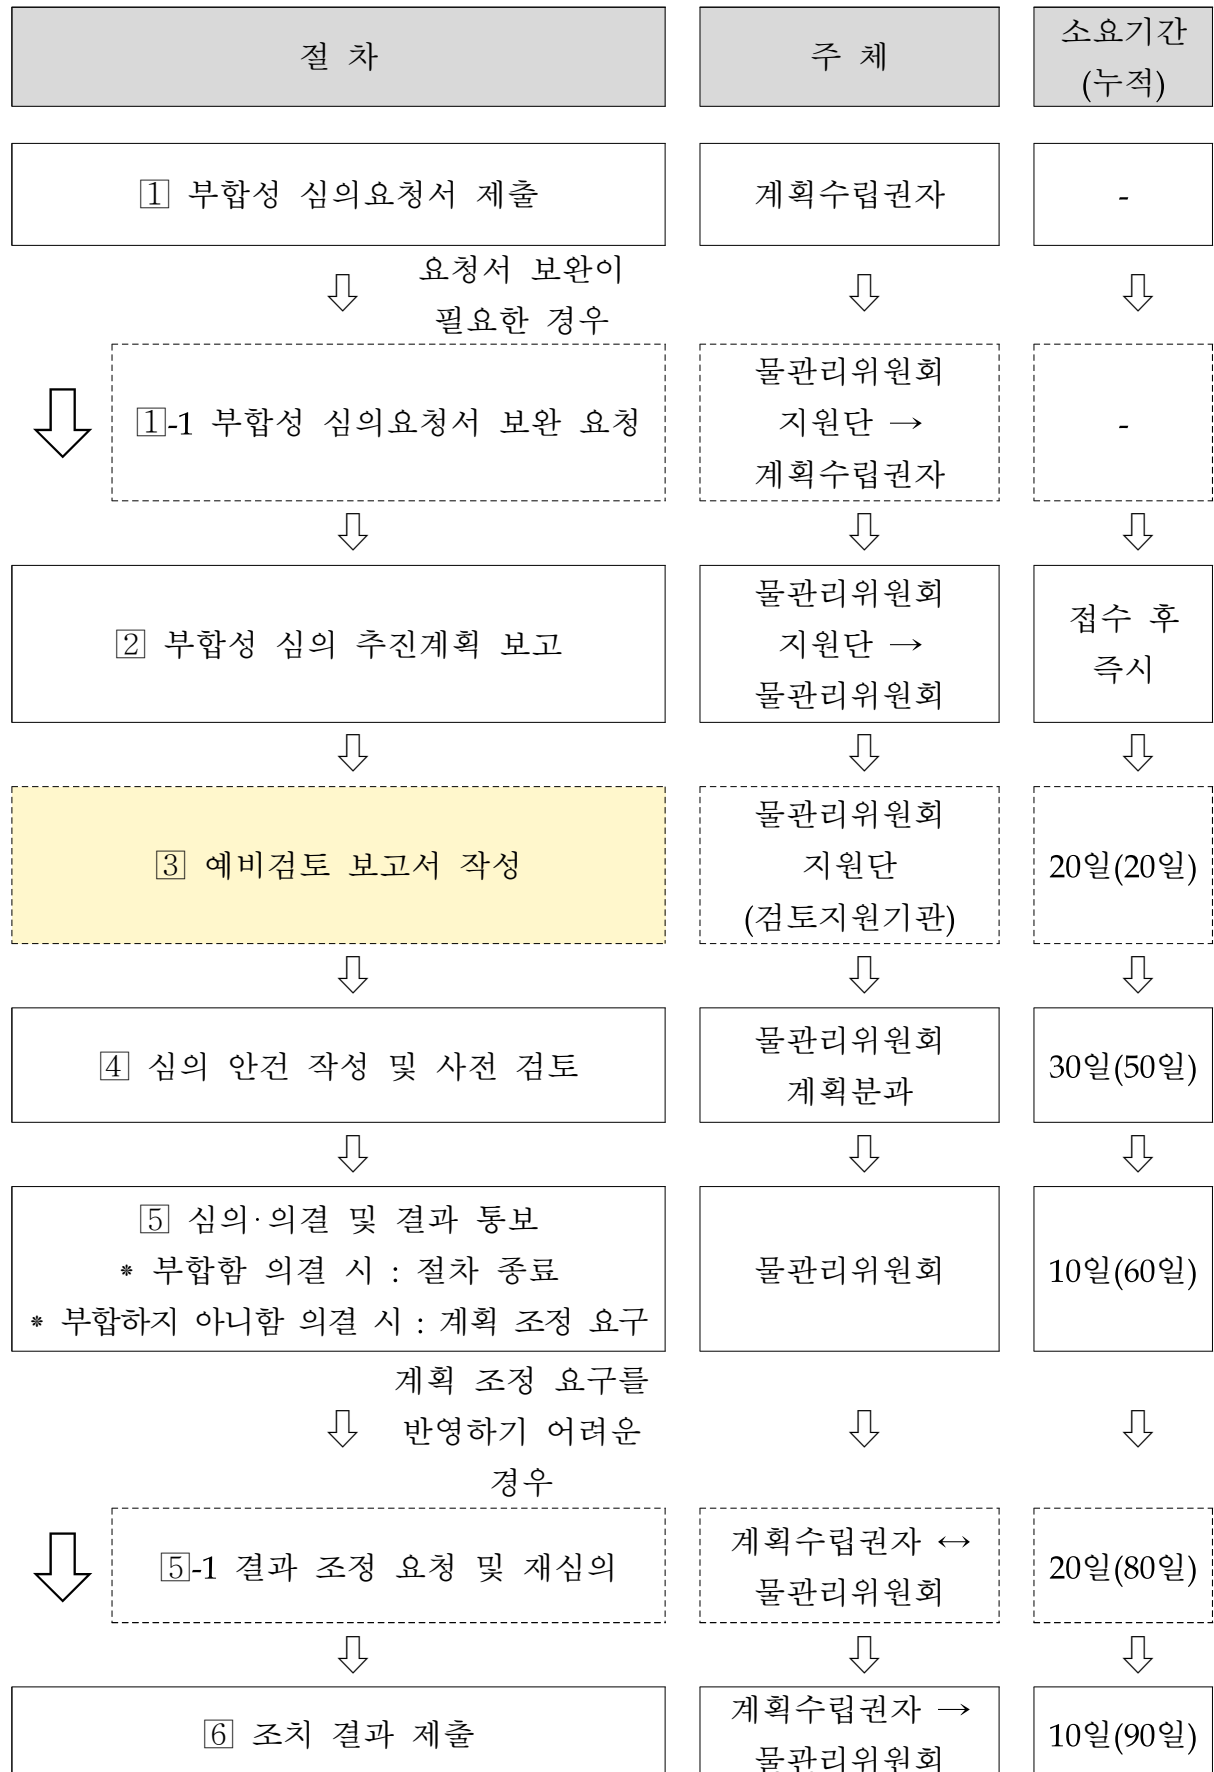 절 차
주 체
소요기간
(누적)
1 부합성 심의요청서 제출
계획수립권자
-
⇩
요청서 보완이
필요한 경우
⇩
⇩
⇩
1-1 부합성 심의요청서 보완 요청
물관리위원회
지원단 →
계획수립권자
-
⇩
⇩
⇩
2 부합성 심의 추진계획 보고
물관리위원회
지원단 →
물관리위원회
접수 후
즉시
⇩
⇩
⇩
3 예비검토 보고서 작성
물관리위원회
지원단
(검토지원기관)
20일(20일)
⇩
⇩
⇩
4 심의 안건 작성 및 사전 검토
물관리위원회
계획분과
30일(50일)
⇩
⇩
⇩
5 심의·의결 및 결과 통보
* 부합함 의결 시 : 절차 종료
* 부합하지 아니함 의결 시 : 계획 조정 요구
물관리위원회
10일(60일)
계획 조정 요구를
⇩
반영하기 어려운
경우
⇩
⇩
⇩
5-1 결과 조정 요청 및 재심의
계획수립권자 ↔
물관리위원회
20일(80일)
⇩
⇩
⇩
6 조치 결과 제출
계획수립권자 →
물관리위원회
10일(90일)